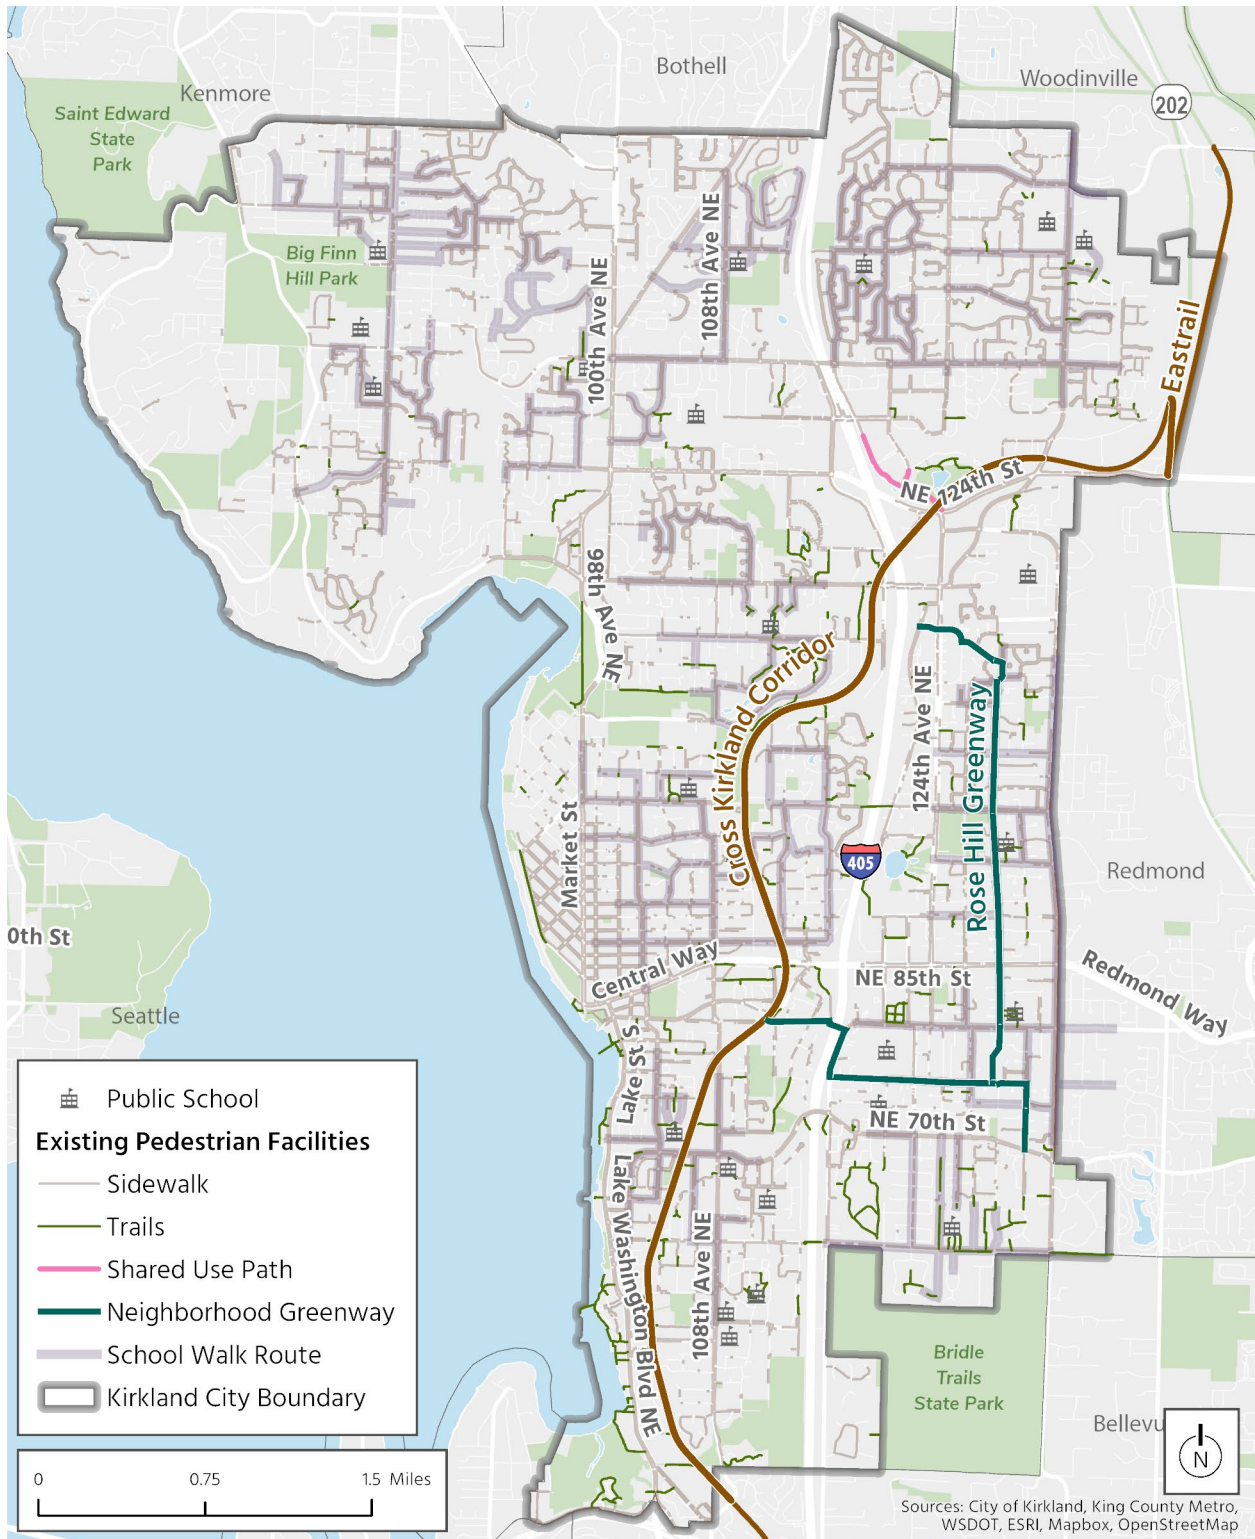 Bothell
Woodinville
Kenmore
202
Saint Edward
State
Park
Big Finn
Hill Park
108th Ave NE
100th Ave NE
Eastrail
NE 124th St
98th Ave NE
Cross Kirkland Corridor
124th Ave NE
Rose Hill Greenway
Market St
405
Redmond
0th St
Central Way
NE 85th St
Redmond Way
Seattle
Lake St S
NE 70th St
Lake Washington Blvd NE
108th Ave NE
Bridle
Trails
State Park
Bellevu
Public School
Existing Pedestrian Facilities
Sidewalk
Trails
Shared Use Path
Neighborhood Greenway
School Walk Route
Kirkland City Boundary
0 0.75 1.5 Miles
N
Sources: City of Kirkland, King County Metro,
WSDOT, ESRI, Mapbox, OpenStreetMap